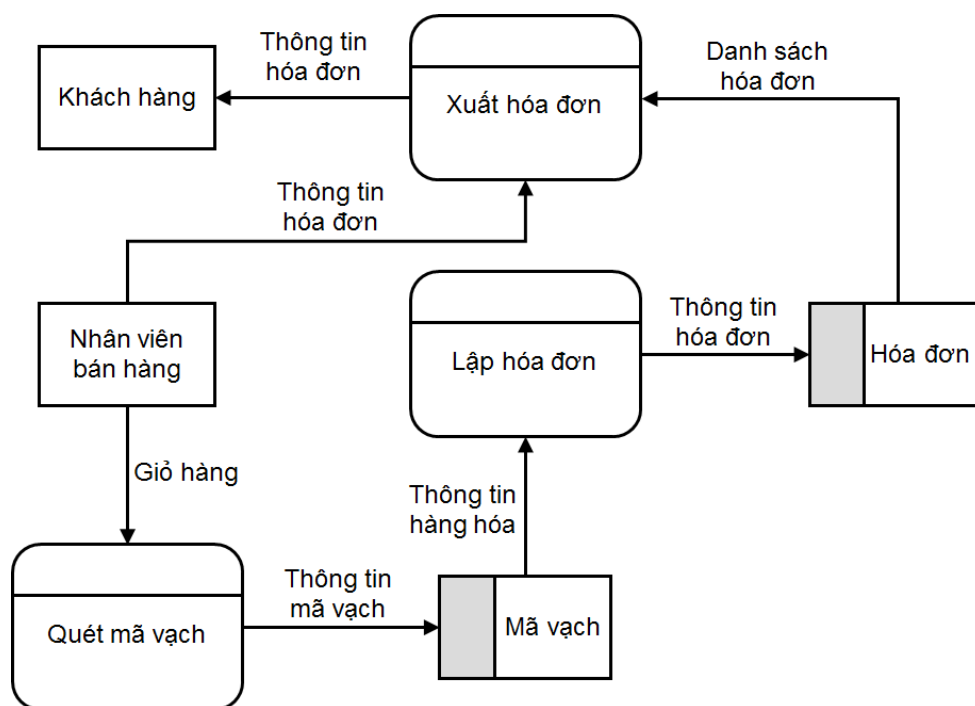 Thông tin
hóa đơn
Danh sách
hóa đơn
Khách hàng
Xuất hóa đơn
Thông tin
hóa đơn
Nhân viên
bán hàng
Lập hóa đơn
Thông tin
hóa đơn
Hóa đơn
Giỏ hàng
Thông tin
hàng hóa
Quét mã vạch
Thông tin
mã vạch
Mã vạch